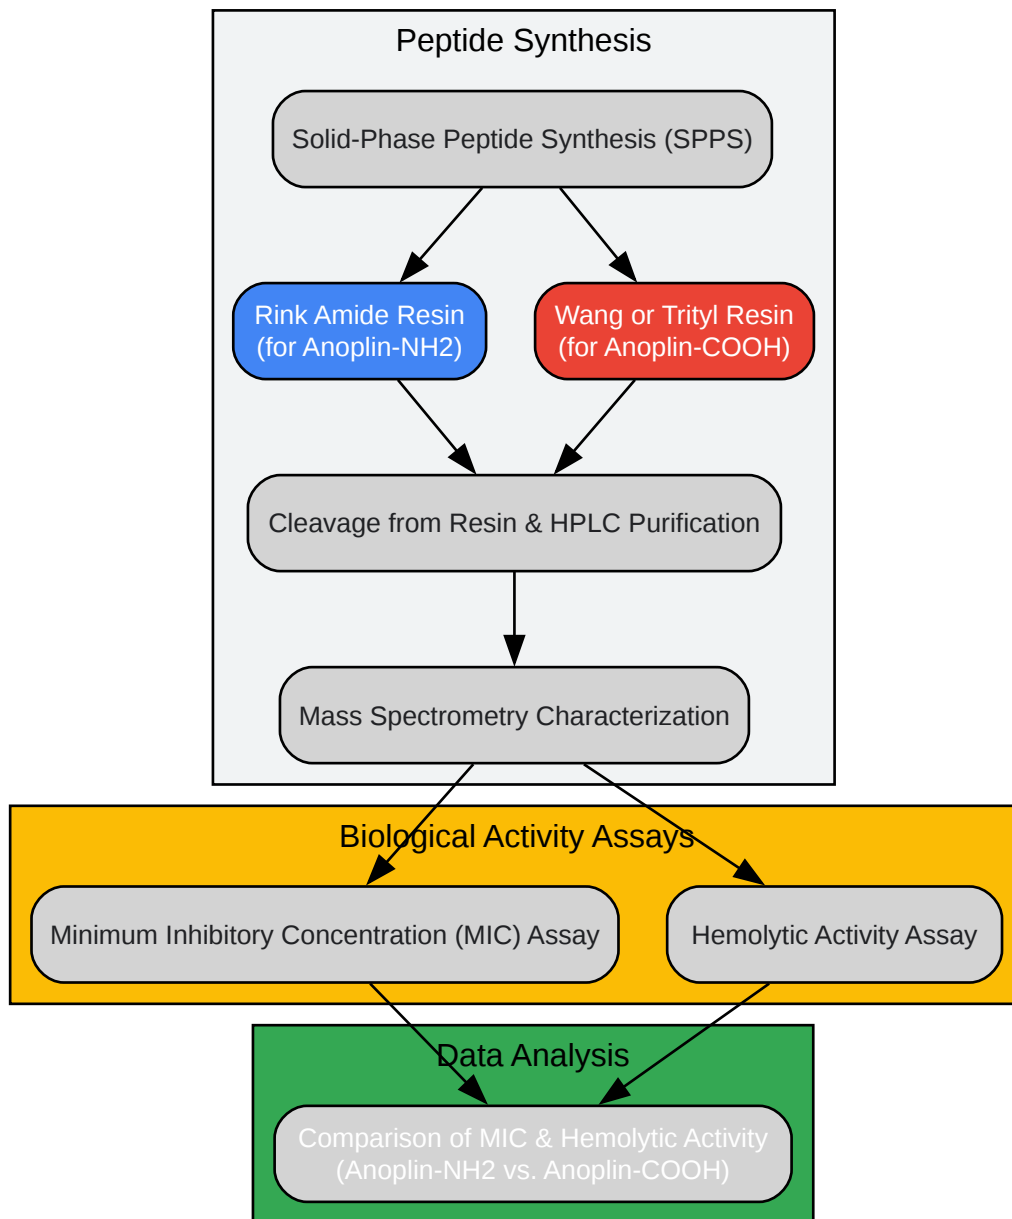 Peptide Synthesis
Solid-Phase Peptide Synthesis (SPPS)
Rink Amide Resin
(for Anoplin-NH2)
Wang or Trityl Resin
(for Anoplin-COOH)
Cleavage from Resin & HPLC Purification
Mass Spectrometry Characterization
Biological Activity Assays
Minimum Inhibitory Concentration (MIC) Assay
Hemolytic Activity Assay
Data Analysis
Comparison of MIC & Hemolytic Activity
(Anoplin-NH2 vs. Anoplin-COOH)